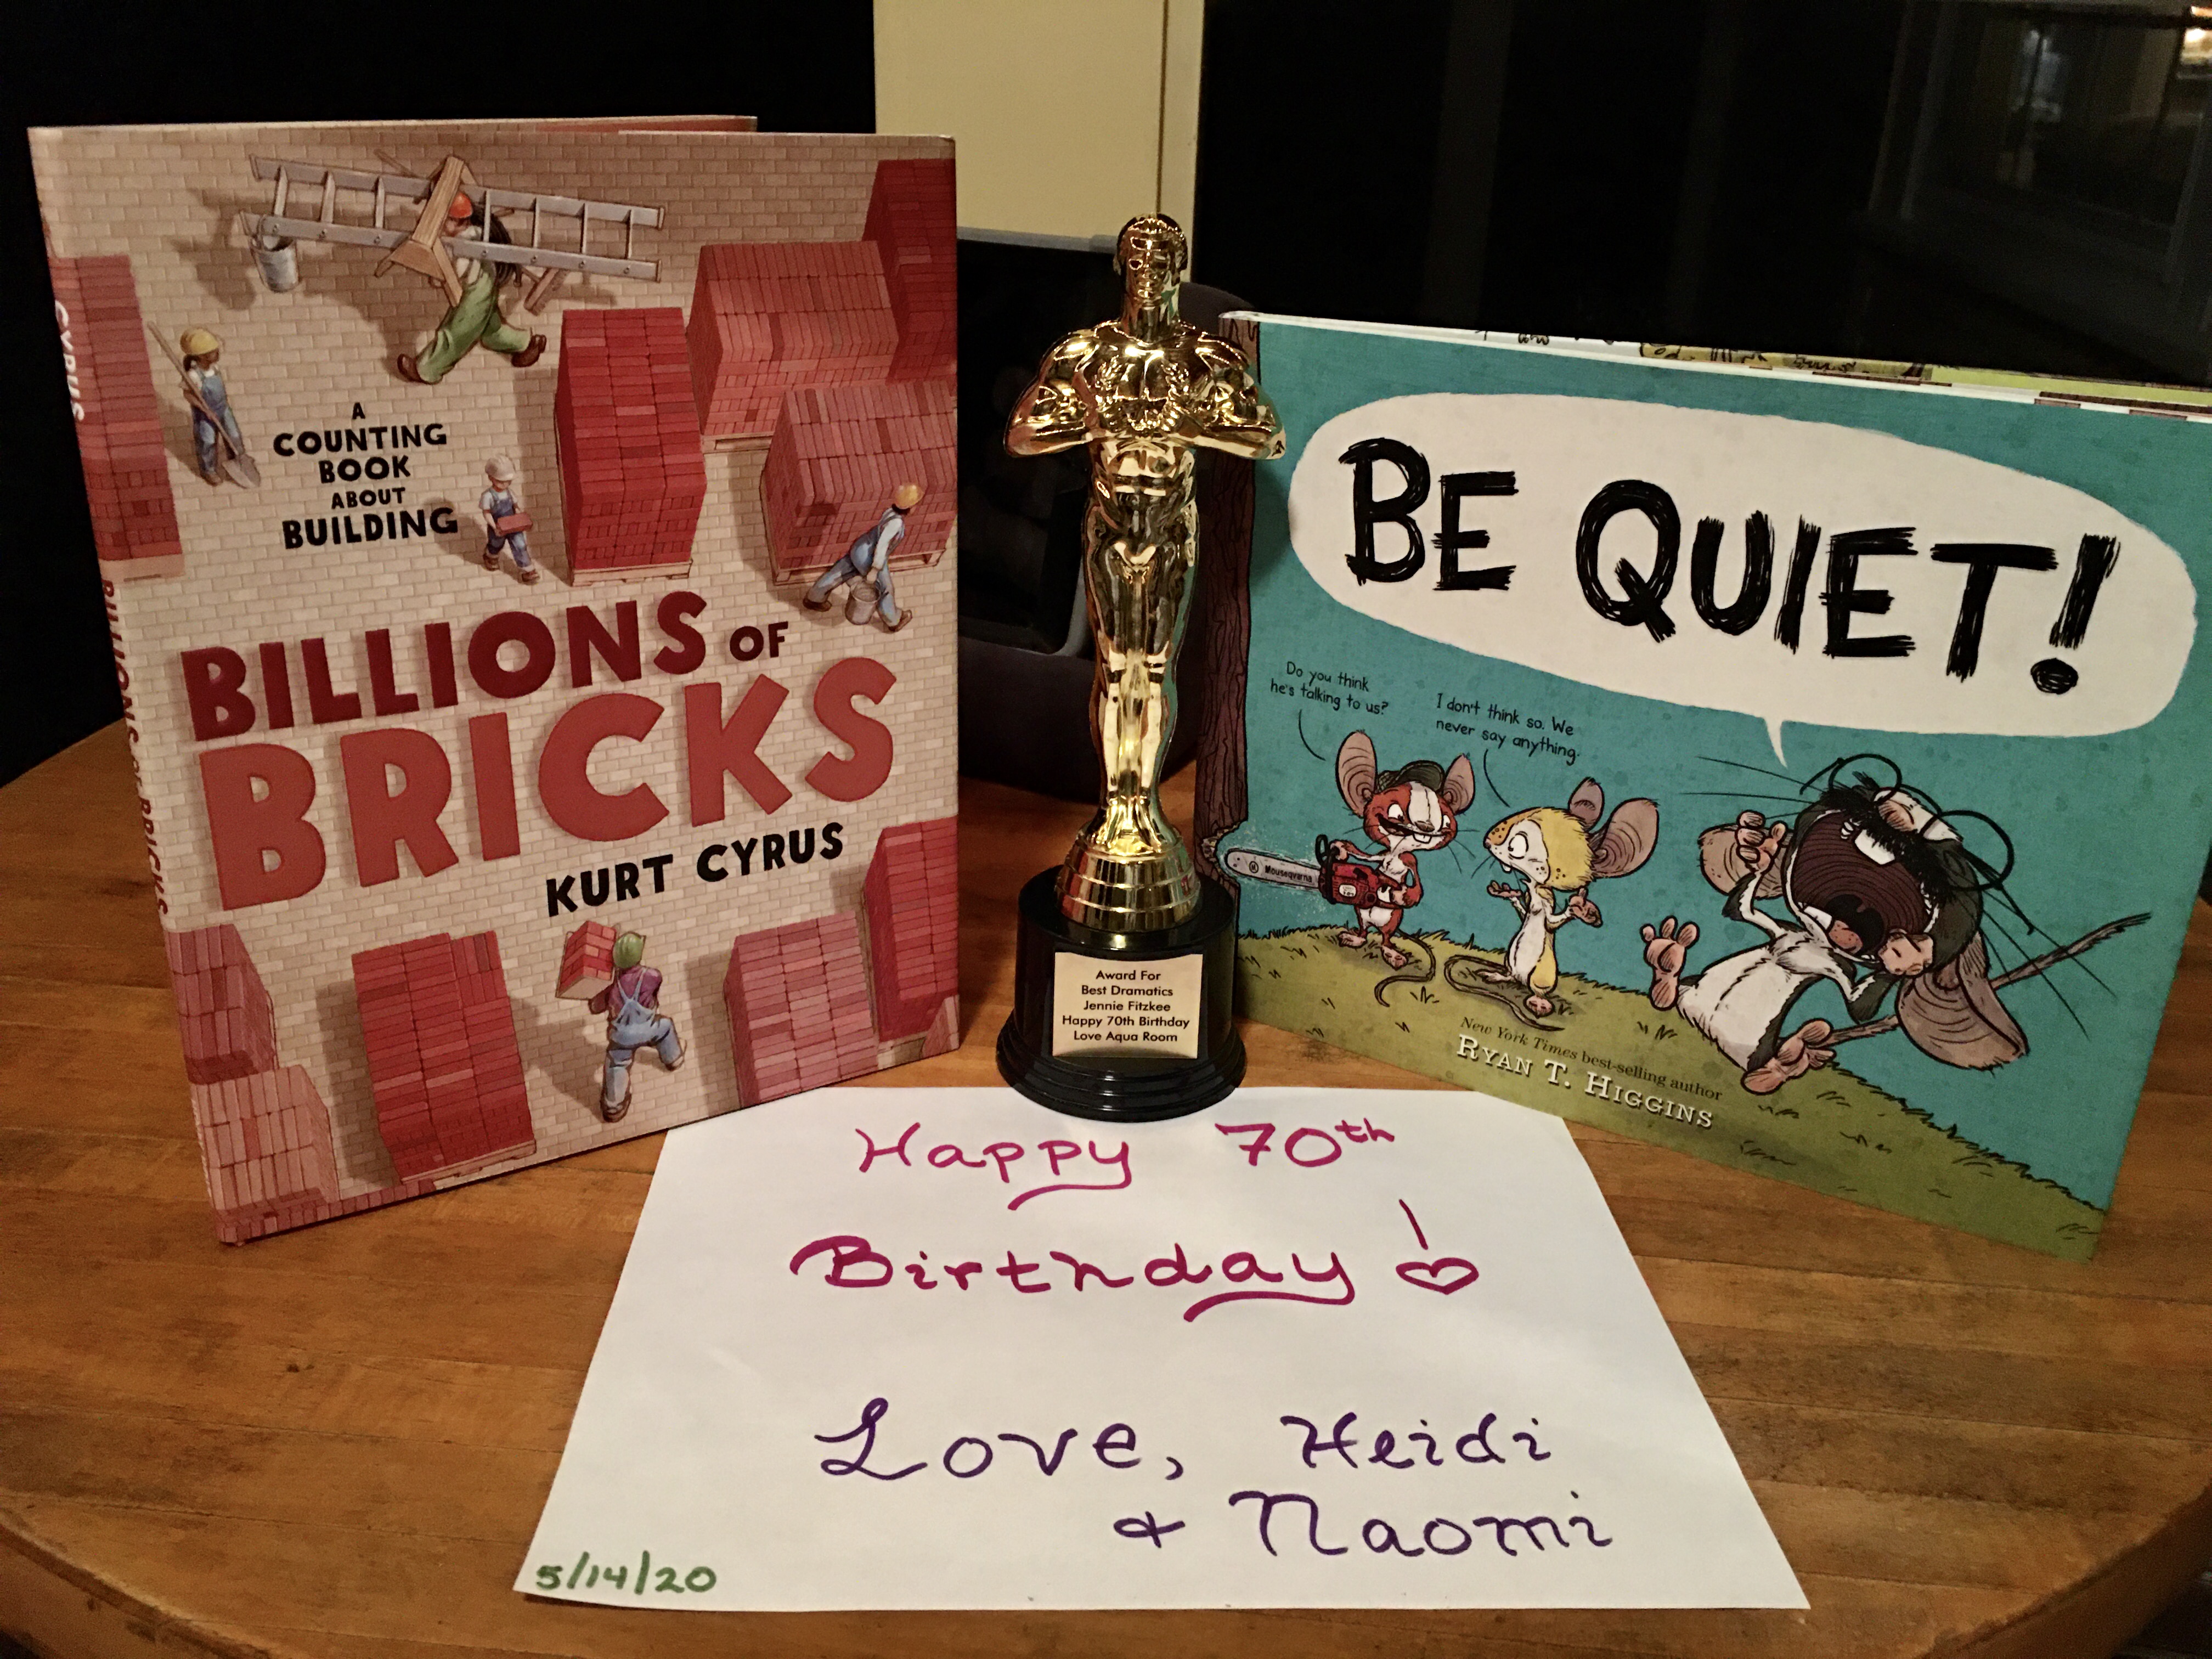 CYRUS
BILLIONS OF BRICKS
A
COUNTING
BOOK
ABOUT
BUILDING
BILLIONS OF
BRICKS
KURT CYRUS
Award For
Best Dramatics
Jennie Fitzkee
Happy 70th Birthday
Love Aqua Room
BE QUIET!
Do you think
he's talking to us?
I don't think so. We
never say anything.
Mouseqvarna
New York Times best-selling author
RYAN T. HIGGINS
Happy 70th
Birthday!
Love, Heidi
& Naomi
5/14/20